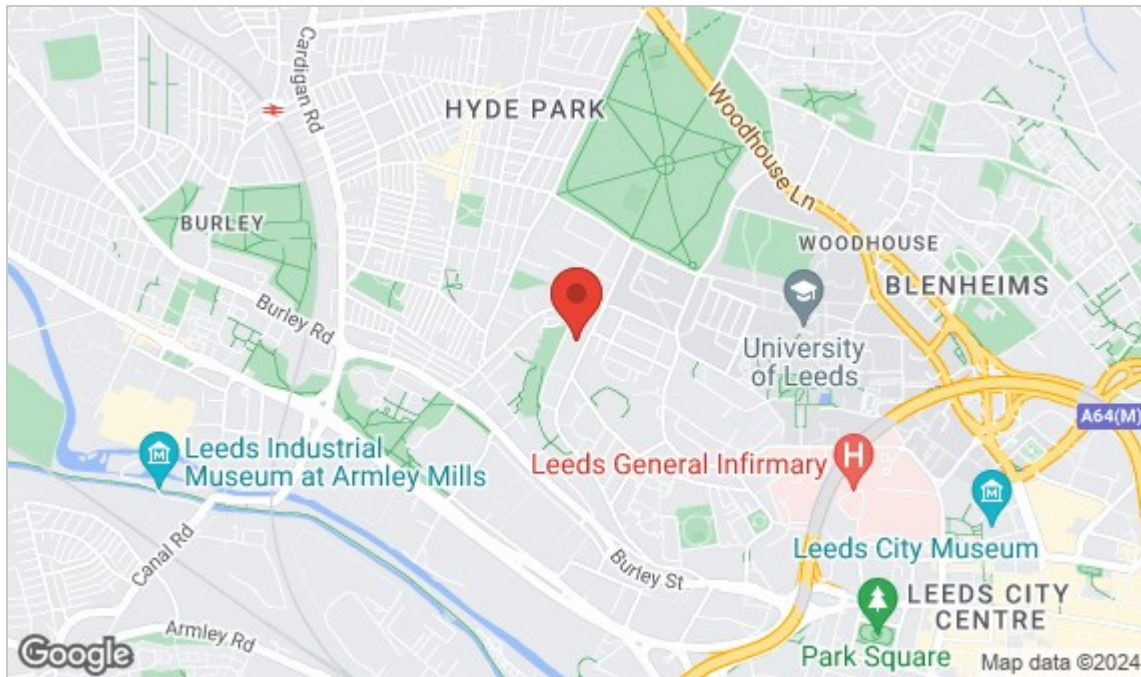 Cardigan Rd
HYDE PARK
Woodhouse Ln
BURLEY
WOODHOUSE
BLENHEIMS
Burley Rd
University
of Leeds
A64(M)
Leeds Industrial
Museum at Armley Mills
Leeds General Infirmary
H
M
M
Canal Rd
Leeds City Museum
Burley St
LEEDS CITY
CENTRE
Armley Rd
Park Square
Google
Map data ©2024